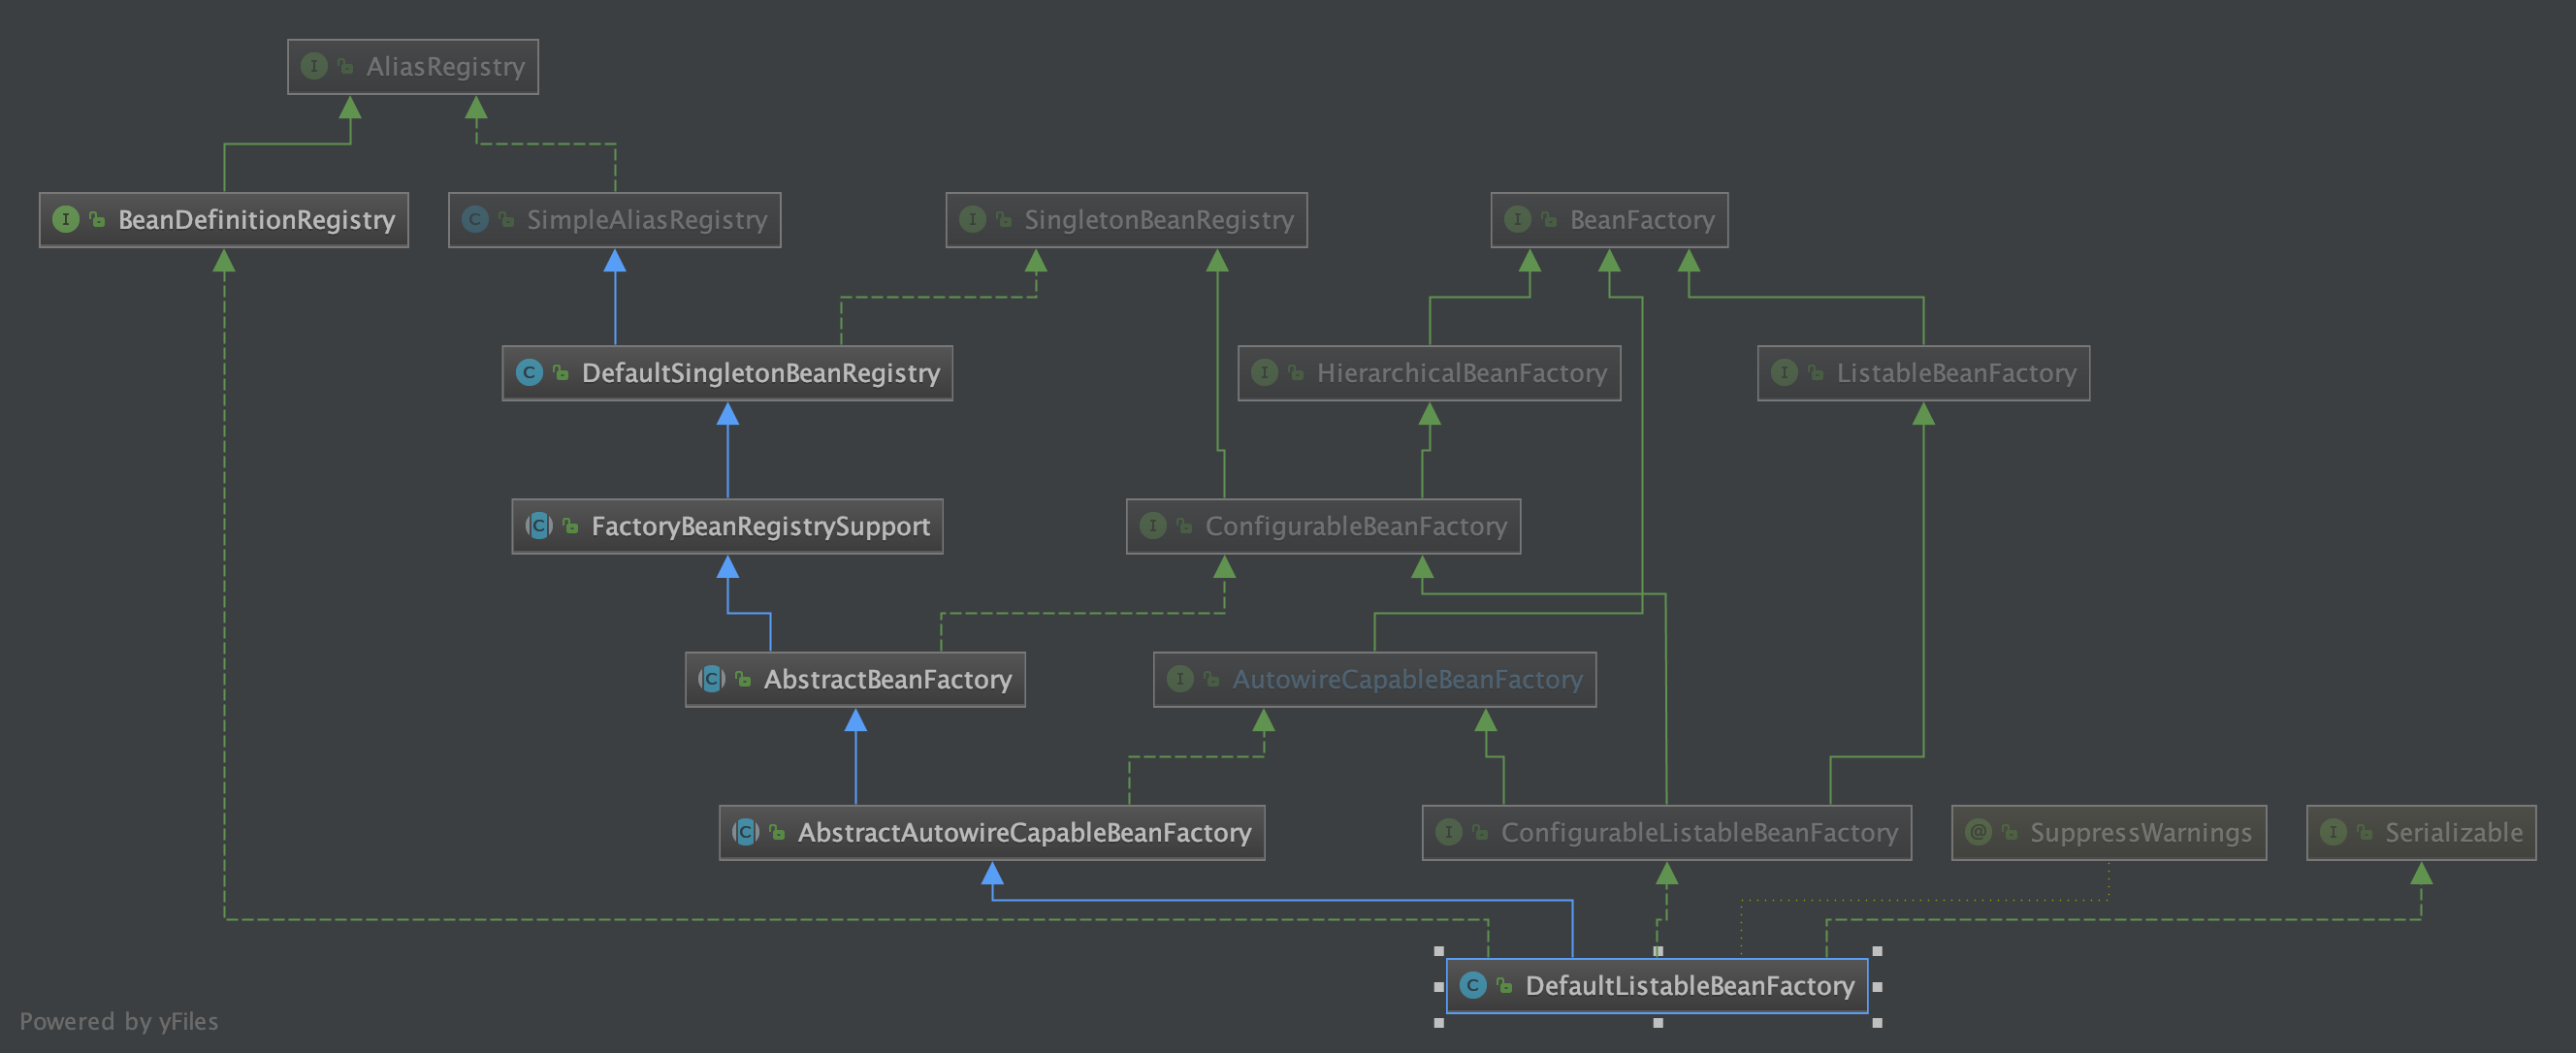 AliasRegistry
BeanDefinitionRegistry
SimpleAliasRegistry
SingletonBeanRegistry
BeanFactory
DefaultSingletonBeanRegistry
HierarchicalBeanFactory
ListableBeanFactory
FactoryBeanRegistrySupport
ConfigurableBeanFactory
AbstractBeanFactory
AutowireCapableBeanFactory
AbstractAutowireCapableBeanFactory
ConfigurableListableBeanFactory
SuppressWarnings
Serializable
DefaultListableBeanFactory
Powered by yFiles